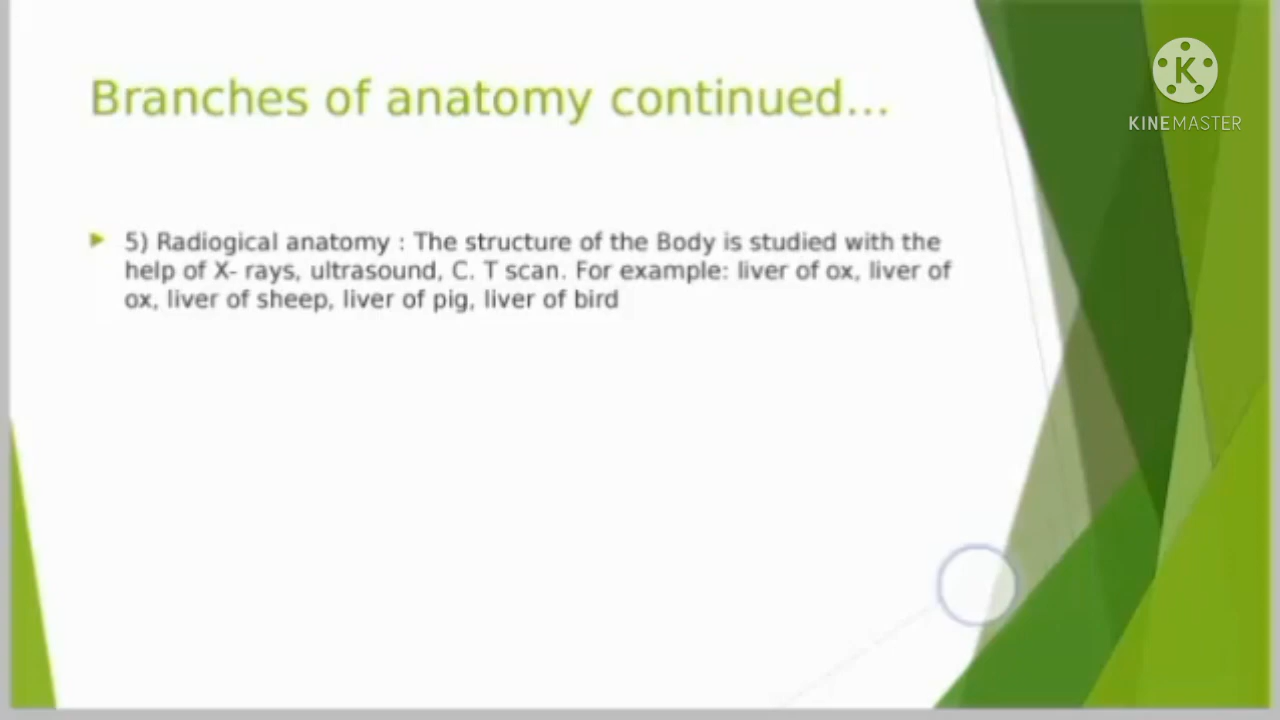 Branches of anatomy continued...
5) Radiogical anatomy : The structure of the Body is studied with the
help of X- rays, ultrasound, C. T scan. For example: liver of ox, liver of
ox, liver of sheep, liver of pig, liver of bird
K
KINEMASTER